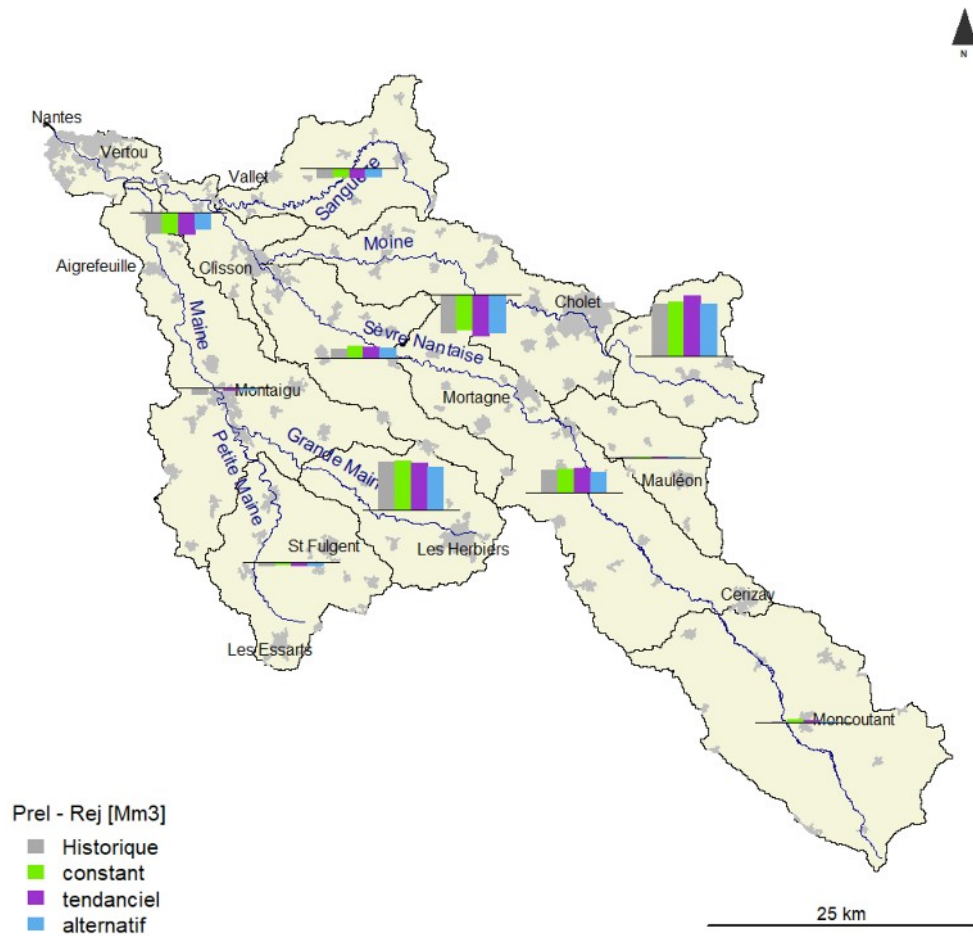 N
Nantes
Vertou
Vallet
Sanguèze
Moine
Aigrefeuille
Clisson
Cholet
Maine
Sèvre Nantaise
Montaigu
Mortagne
Petite Maine
Grande Main
Mauléon
St Fulgent
Les Herbiers
Cerizay
Les Essarts
Moncoutant
Prel - Rej [Mm3]
Historique
constant
tendanciel
alternatif
25 km